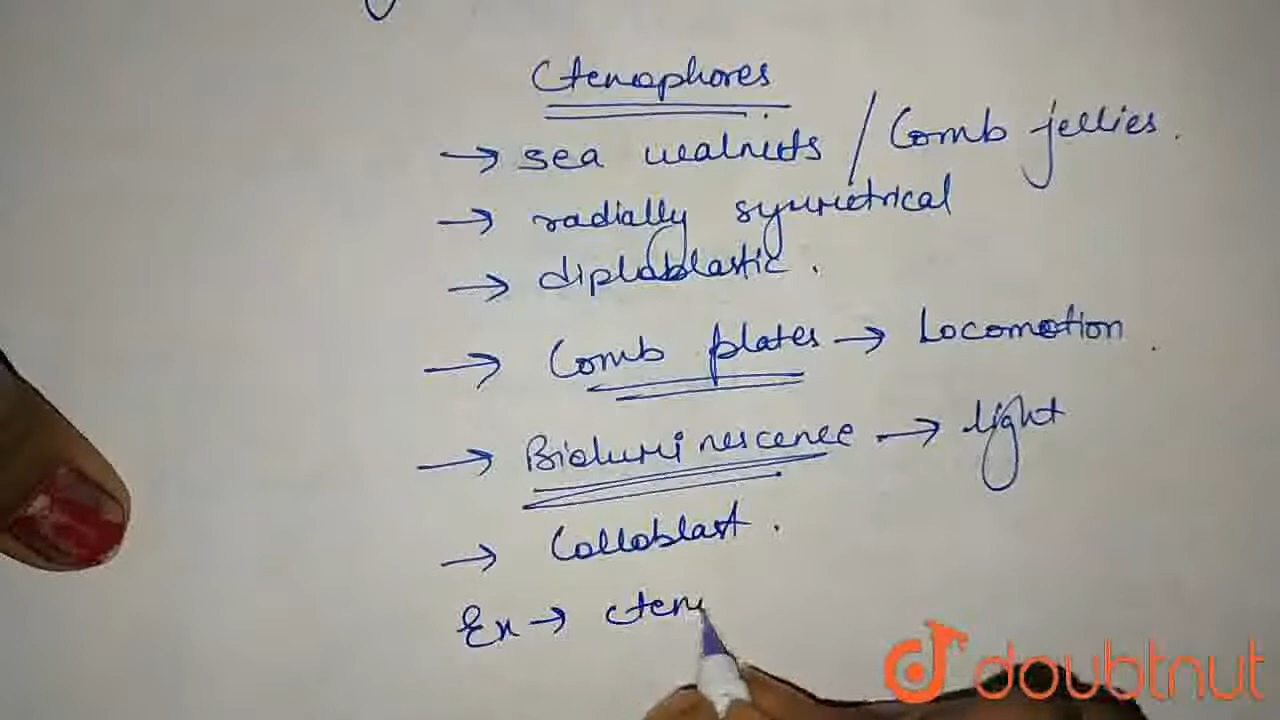 Ctenophores
→ sea walnuts / Comb jellies.
→ radially symmetrical
→ diploblastic.
→ Comb plates → Locomotion.
→ Bioluminescence → light
→ Colloblast.
Ex → cten
doubtnut